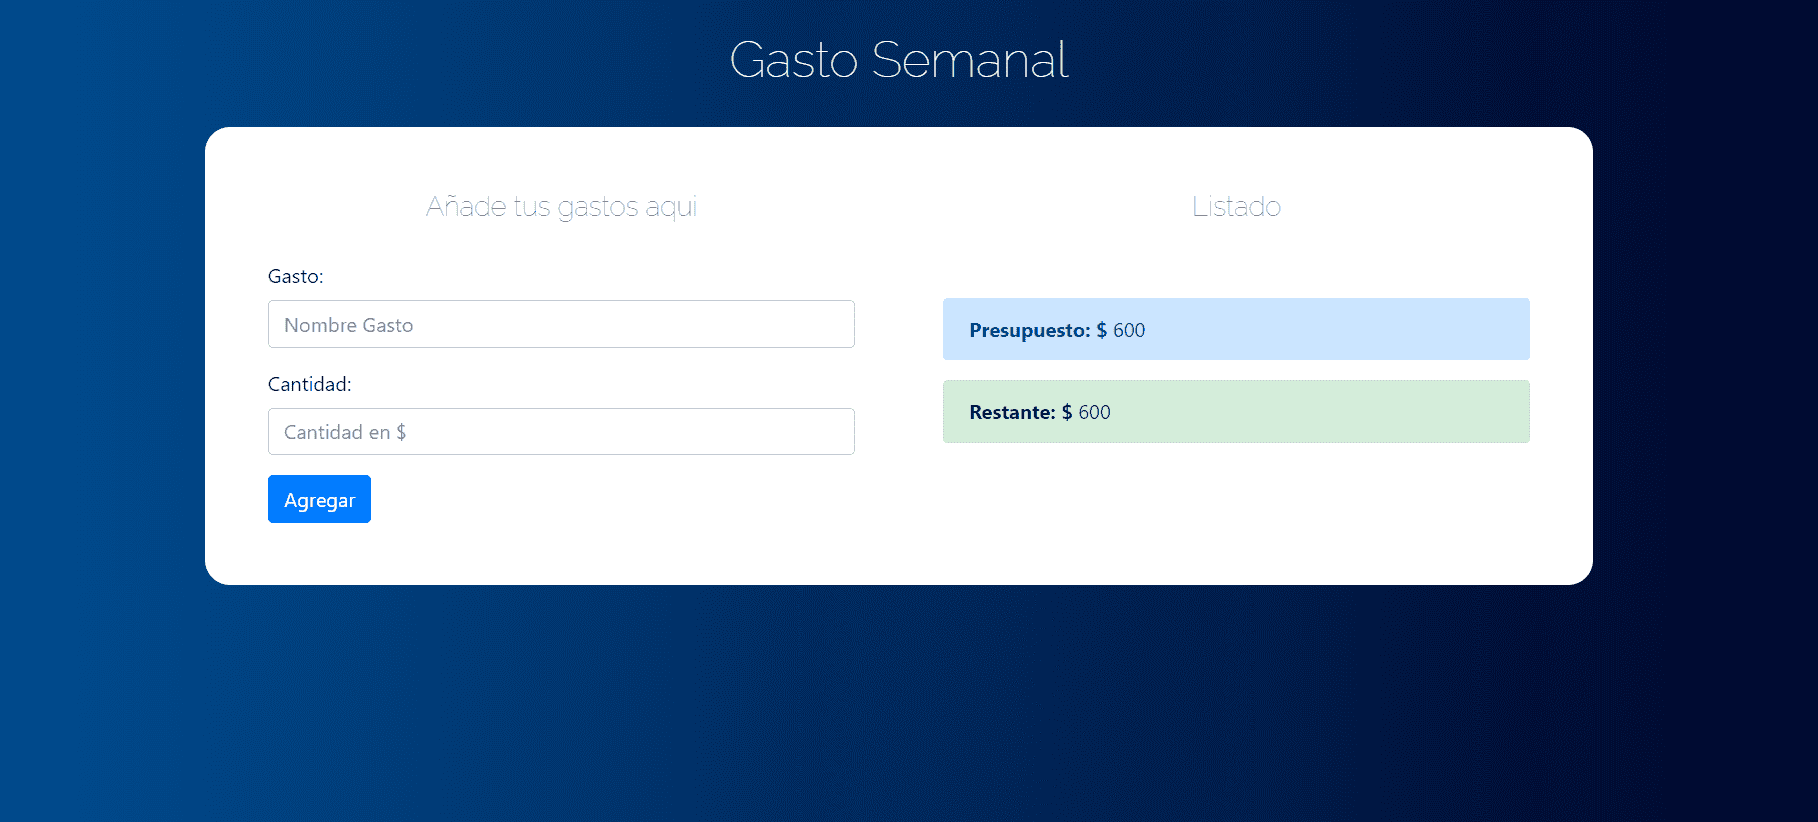 Gasto Semanal
Añade tus gastos aqui
Gasto:
Nombre Gasto
Cantidad:
Cantidad en $
Agregar
Listado
Presupuesto: $ 600
Restante: $ 600